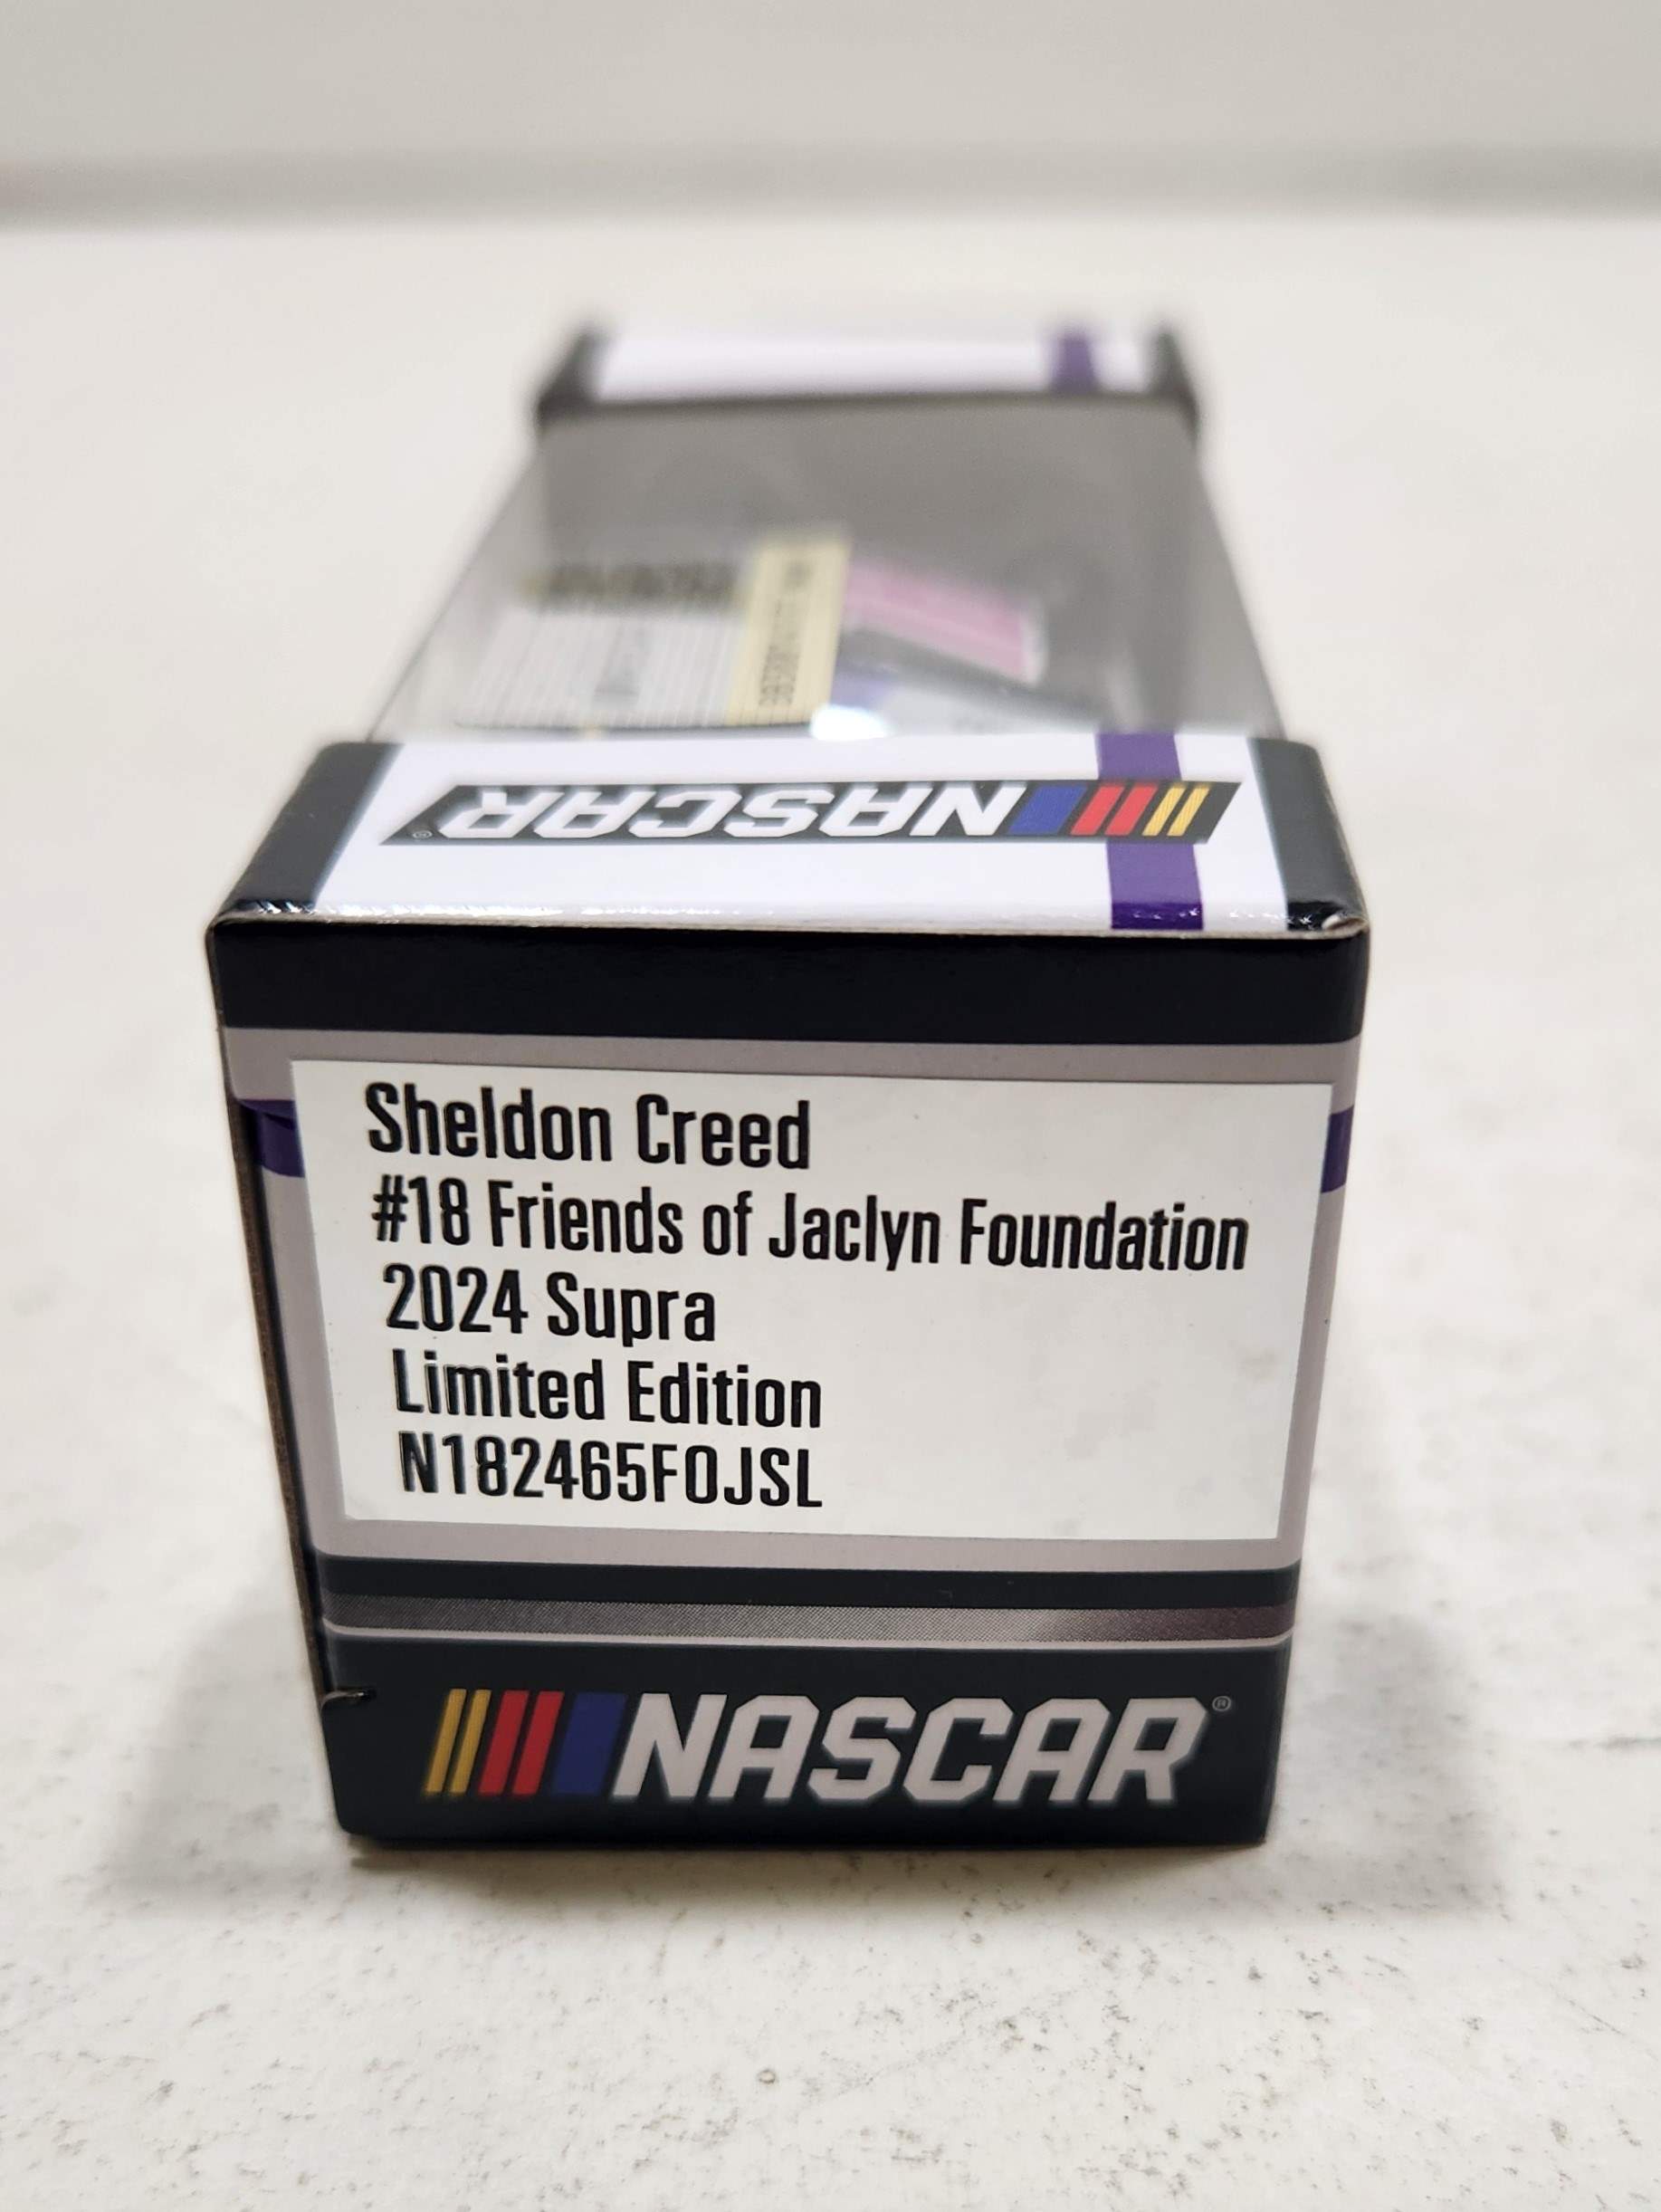 NASCAR
Sheldon Creed
#18 Friends of Jaclyn Foundation
2024 Supra
Limited Edition
N182465FOJSL
NASCAR®